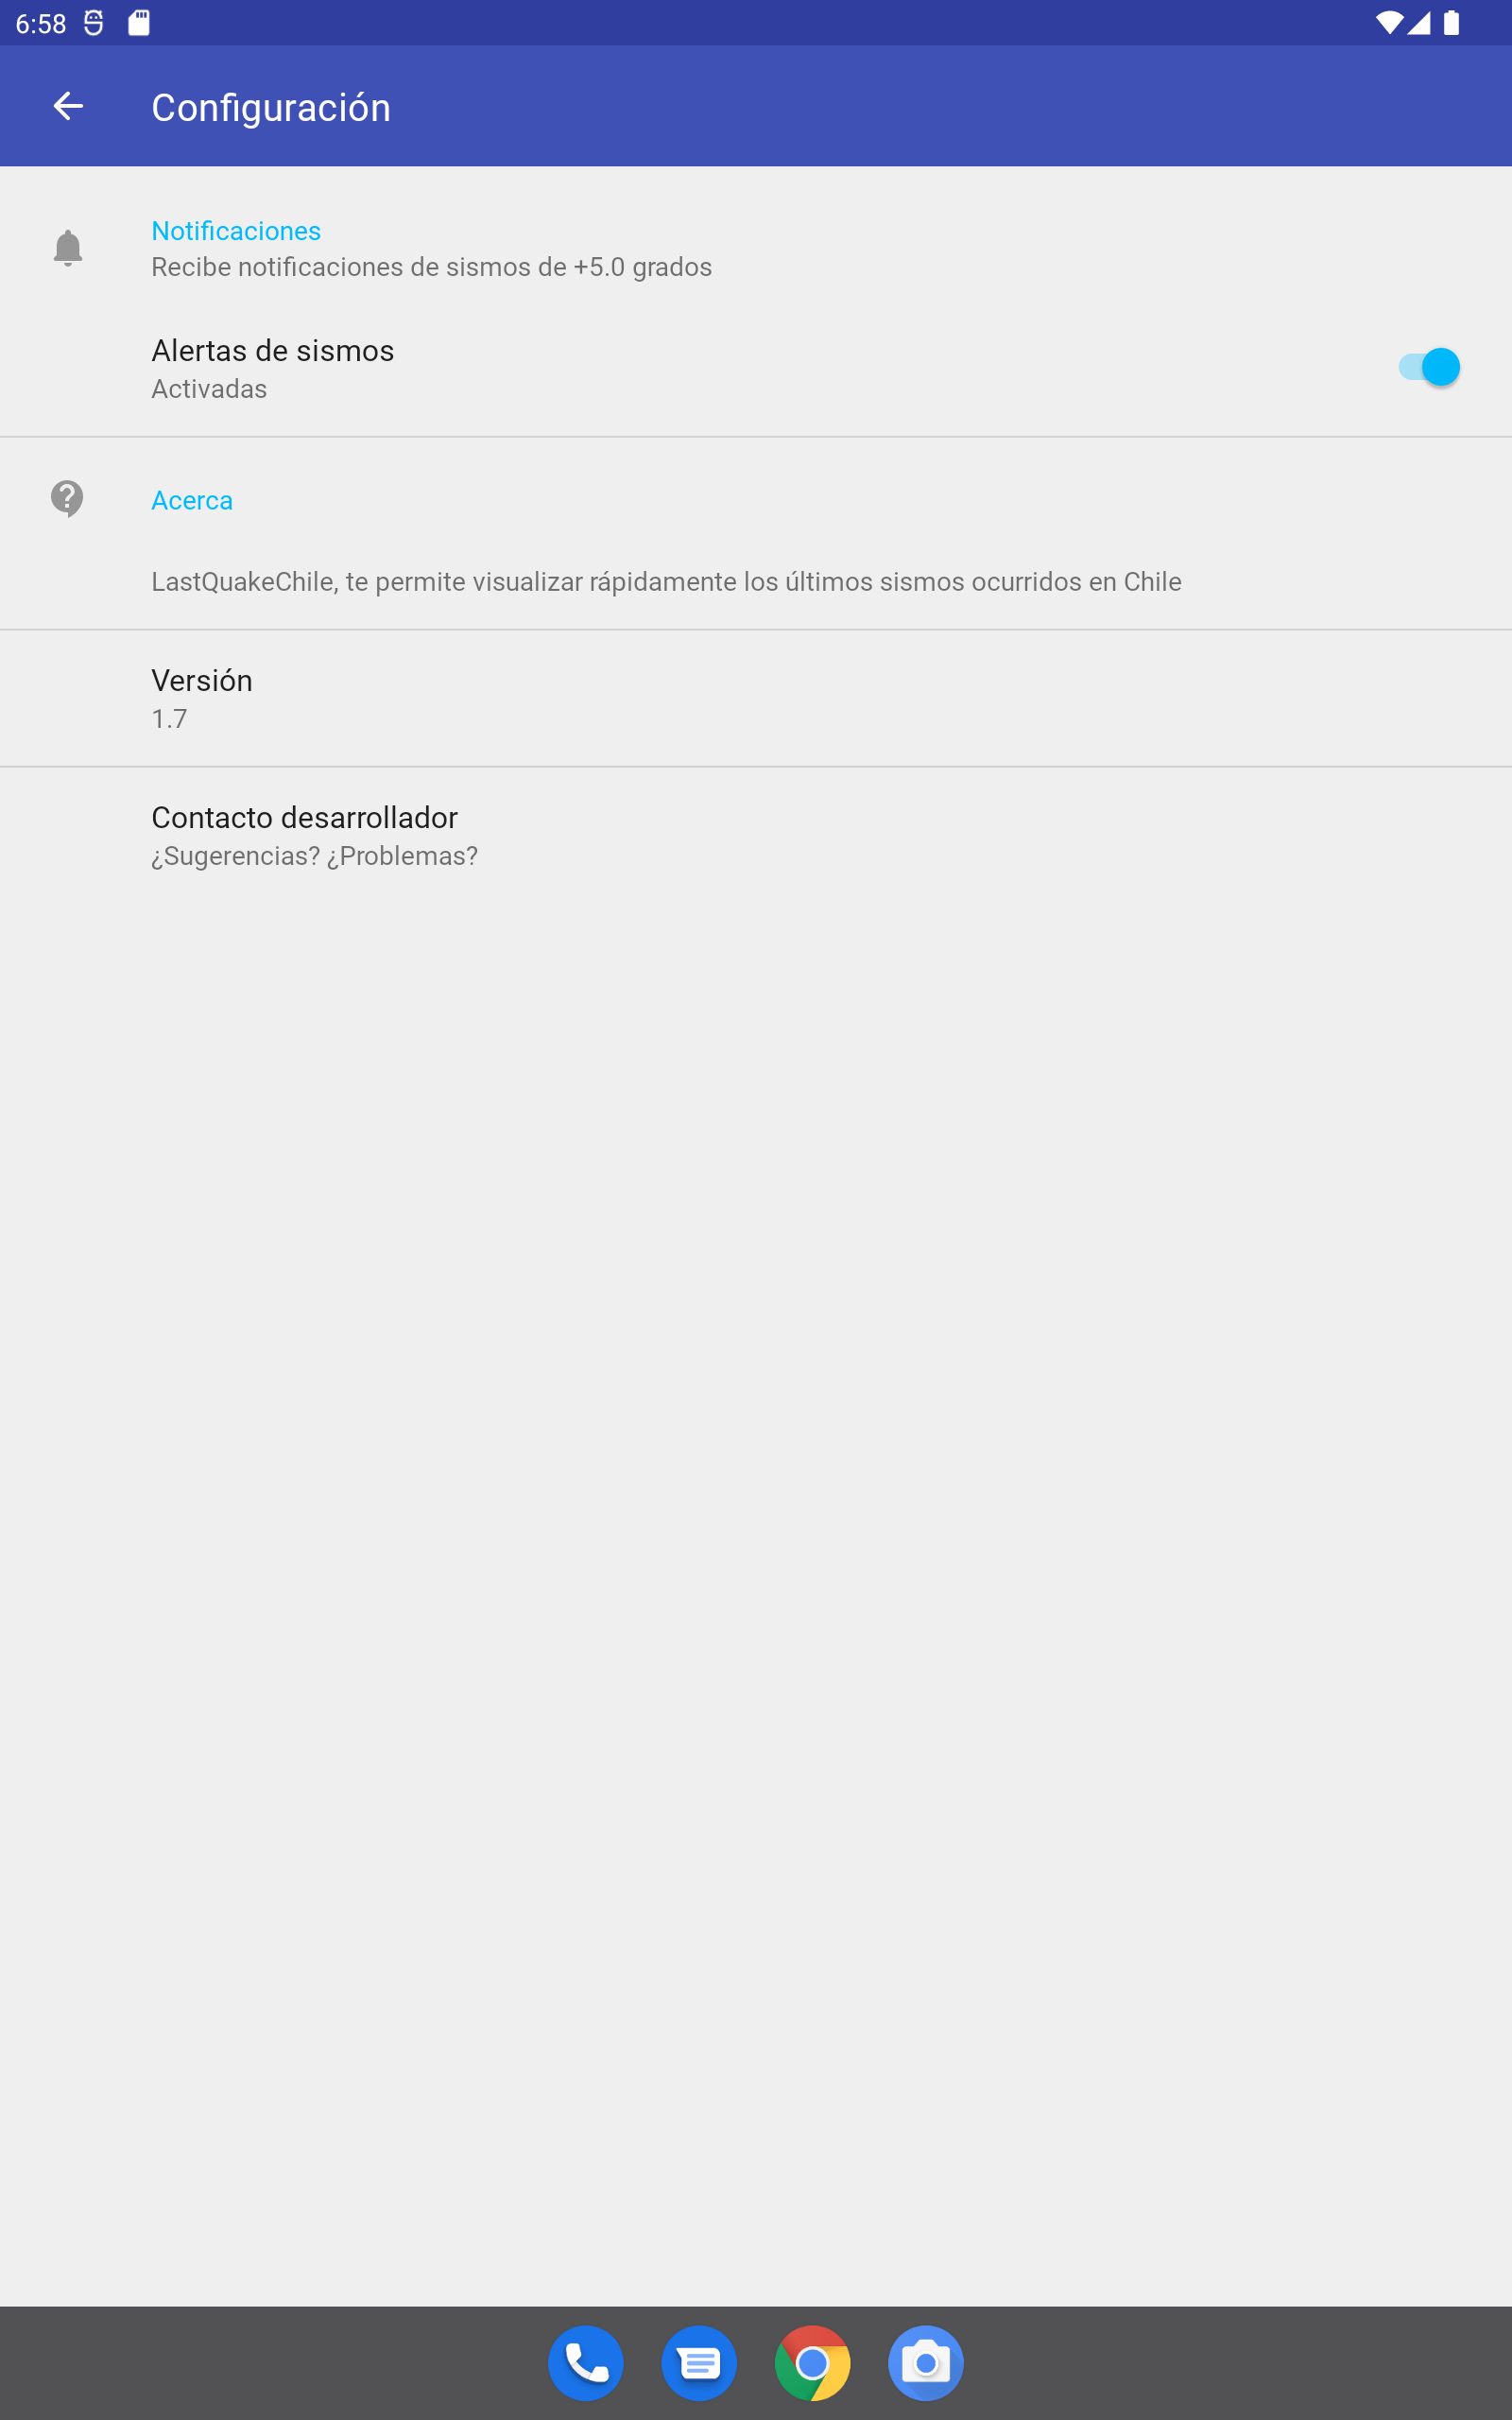 6:58
Configuración
Notificaciones
Recibe notificaciones de sismos de +5.0 grados
Alertas de sismos
Activadas
Acerca
LastQuakeChile, te permite visualizar rápidamente los últimos sismos ocurridos en Chile
Versión
1.7
Contacto desarrollador
¿Sugerencias? ¿Problemas?